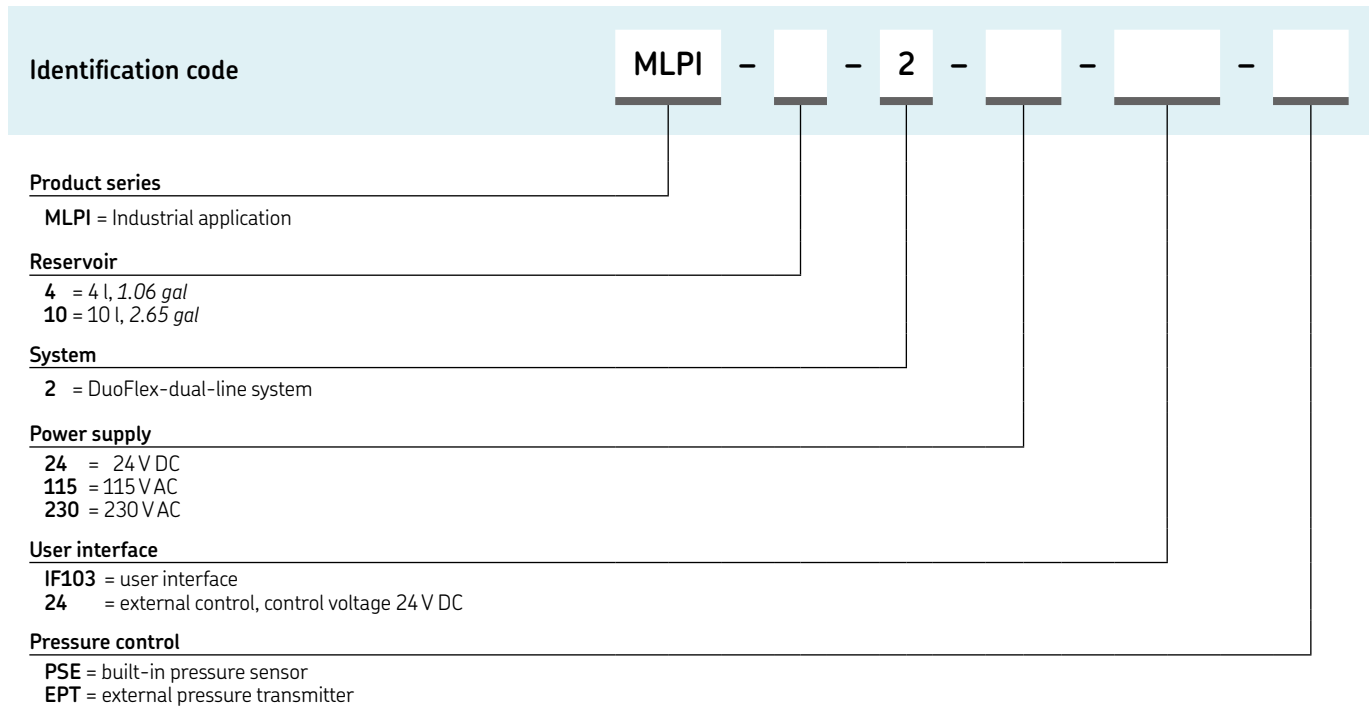 Identification code MLPI – – 2 – – –
Product series
MLPI = Industrial application
Reservoir
4 = 4 l, 1.06 gal
10 = 10 l, 2.65 gal
System
2 = DuoFlex-dual-line system
Power supply
24 = 24 V DC
115 = 115 V AC
230 = 230 V AC
User interface
IF103 = user interface
24 = external control, control voltage 24 V DC
Pressure control
PSE = built-in pressure sensor
EPT = external pressure transmitter